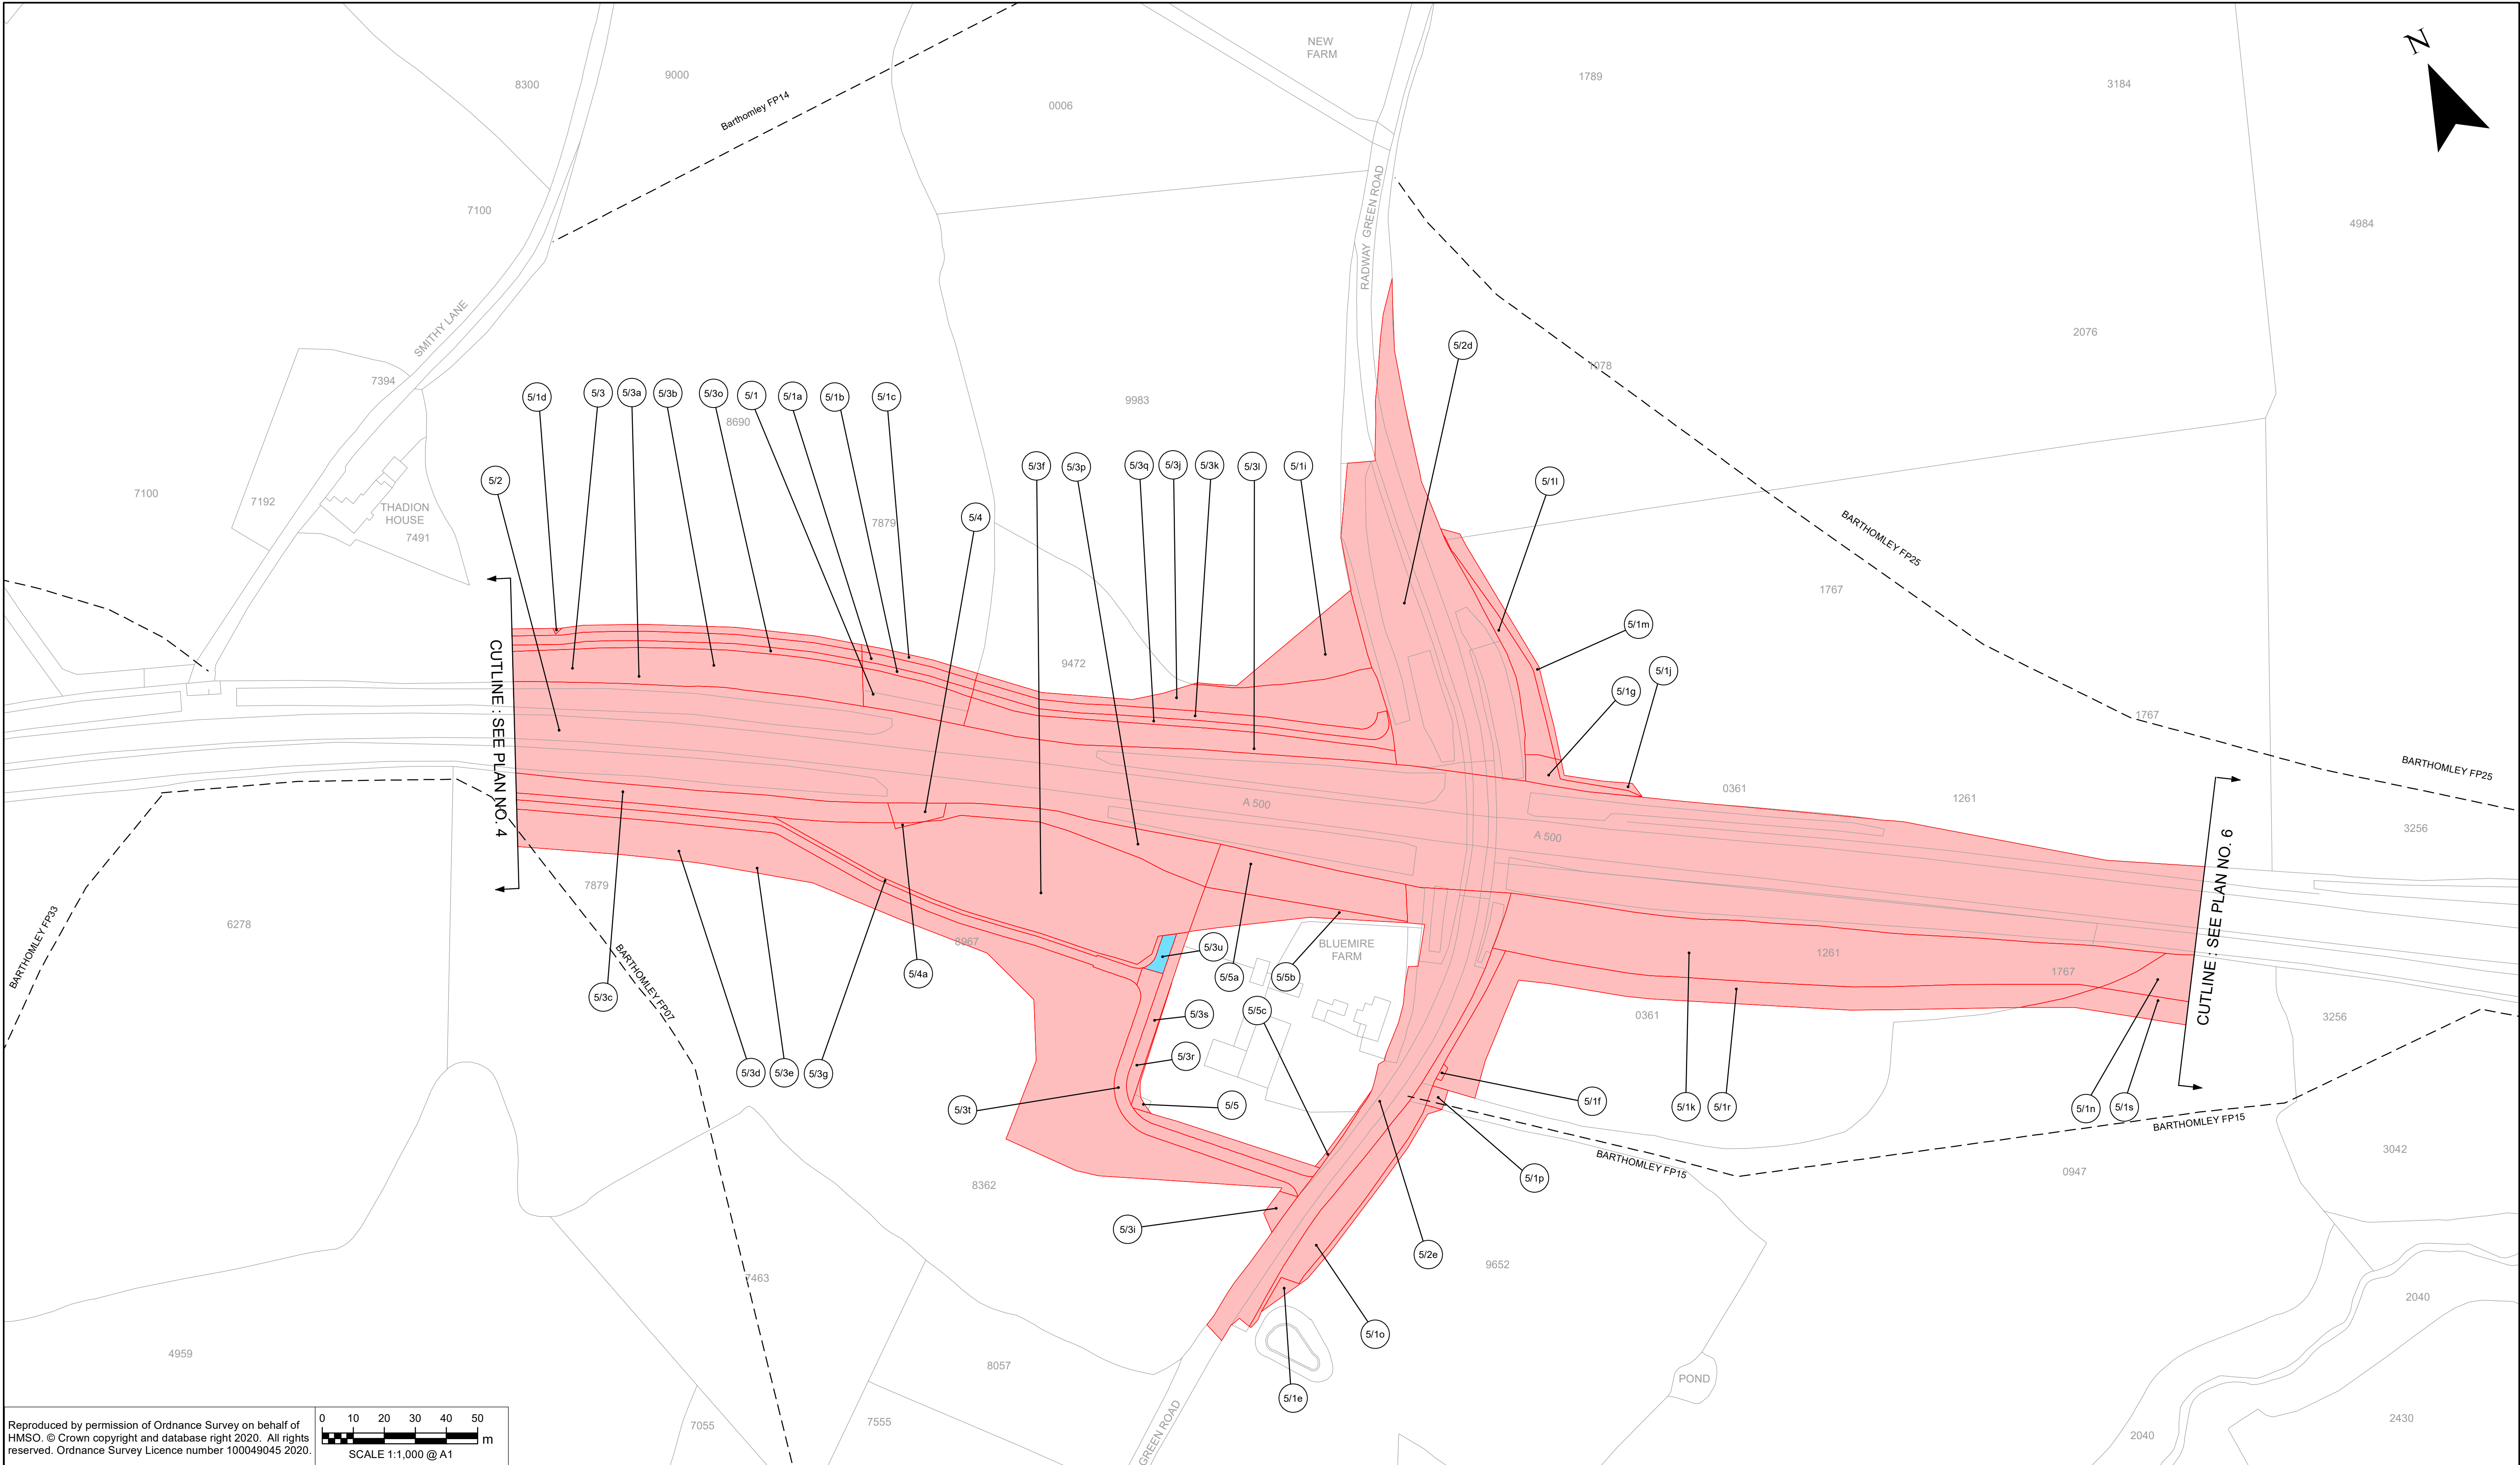 NEW
FARM
N
8300
9000
1789
3184
0006
Barthomley FP14
7100
RADWAY GREEN ROAD
4984
SMITHY LANE
2076
1078
5/2d
7394
5/1d
5/3
5/3a
5/3b
5/3o
5/1
5/1a
5/1b
5/1c
9983
8690
5/2
5/3f
5/3p
5/3q
5/3j
5/3k
5/3l
5/1i
5/1l
7100
7192
THADION
HOUSE
7491
5/4
7879
BARTHOMLEY FP25
1767
5/1m
9472
5/1j
5/1g
1767
CUTLINE : SEE PLAN NO. 4
BARTHOMLEY FP25
0361
1261
A 500
A 500
3256
CUTLINE : SEE PLAN NO. 6
7879
6278
BARTHOMLEY FP33
8967
BLUEMIRE
FARM
5/3u
1261
1767
5/4a
5/5a
5/5b
BARTHOMLEY FP07
5/3c
5/5c
5/3s
0361
3256
5/3r
5/3d
5/3e
5/3g
5/3t
5/5
5/1f
5/1k
5/1r
5/1n
5/1s
BARTHOMLEY FP15
BARTHOMLEY FP15
3042
0947
5/1p
8362
5/3i
5/2e
9652
7463
2040
5/1o
4959
8057
POND
5/1e
7055
7555
GREEN ROAD
2430
2040
Reproduced by permission of Ordnance Survey on behalf of
HMSO. © Crown copyright and database right 2020. All rights
reserved. Ordnance Survey Licence number 100049045 2020.
0 10 20 30 40 50
m
SCALE 1:1,000 @ A1